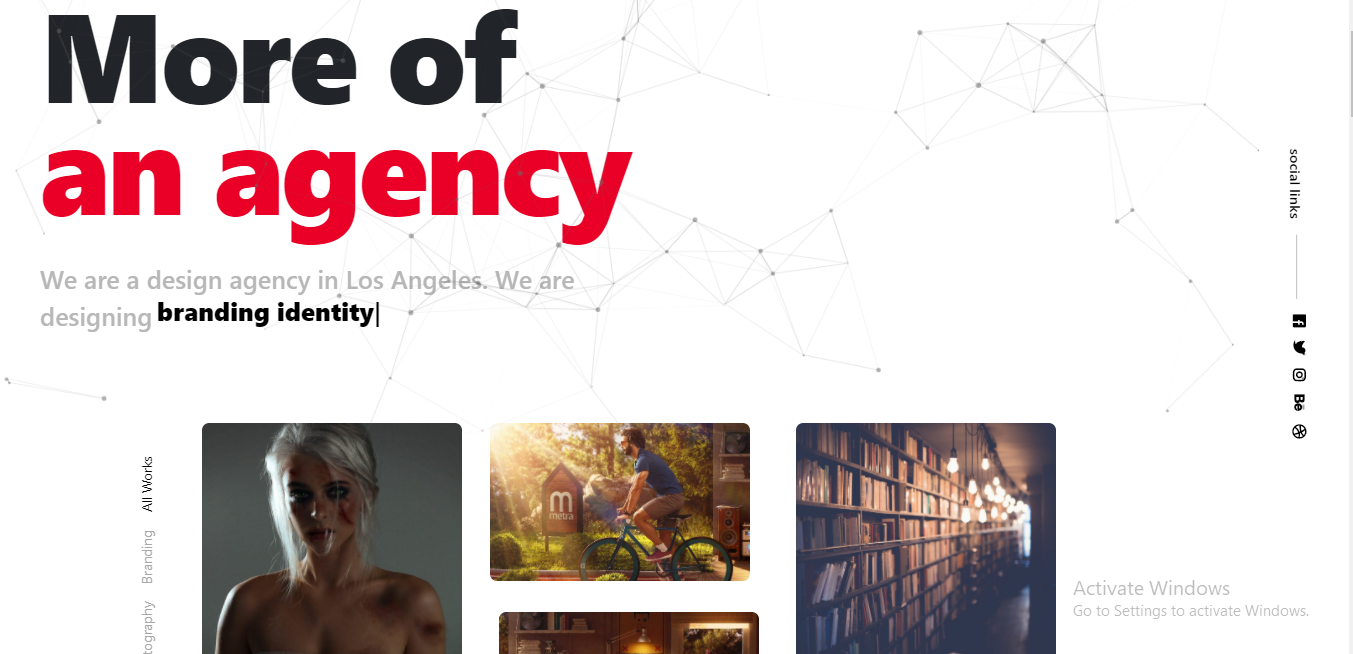 More of
an agency
We are a design agency in Los Angeles. We are
designing branding identity|
social links
All Works
Branding
tography
m
metra
Activate Windows
Go to Settings to activate Windows.